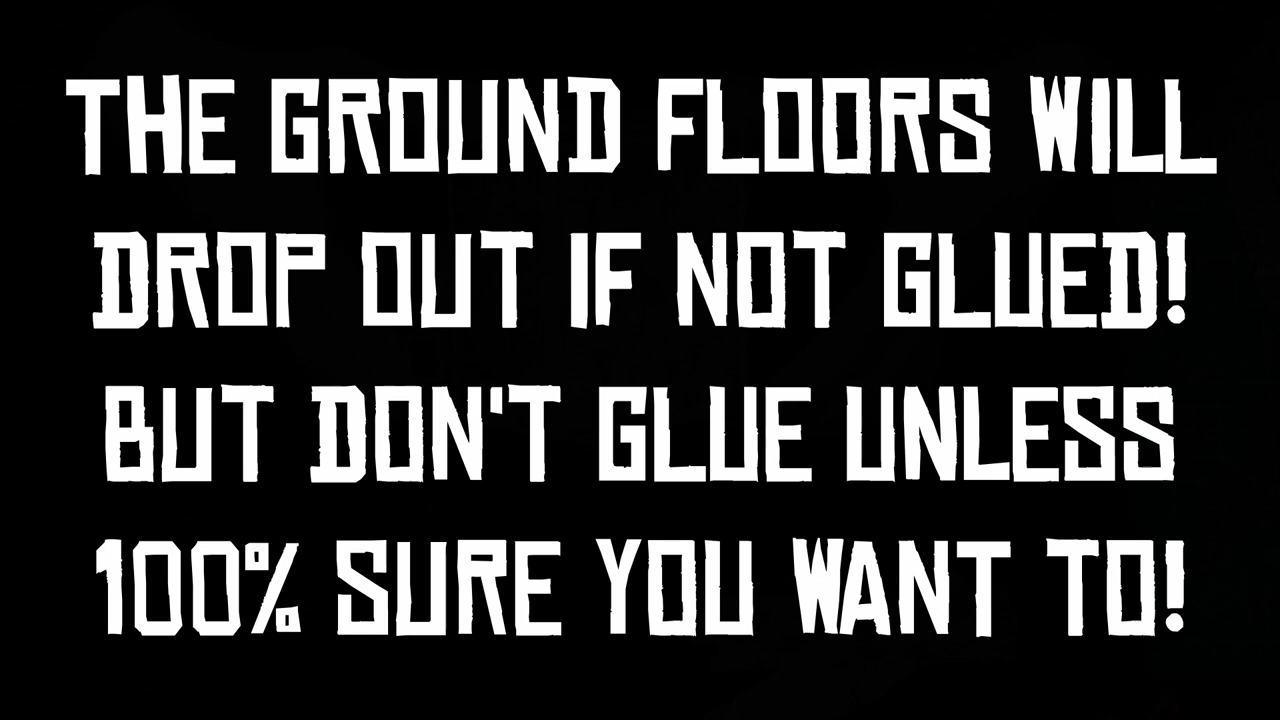 THE GROUND FLOORS WILL
DROP OUT IF NOT GLUED!
BUT DON'T GLUE UNLESS
100% SURE YOU WANT TO!